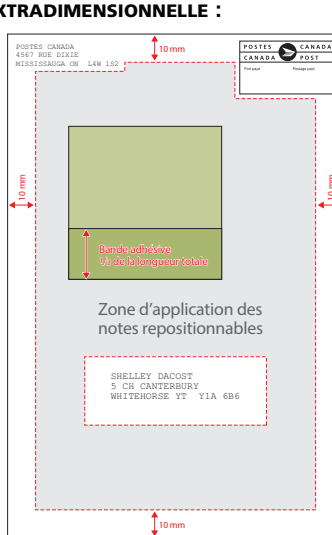 XTRADIMENSIONNELLE :
POSTES CANADA
4567 RUE DIXIE
MISSISSAUGA ON L4W 1S2
10 mm
POSTES CANADA
CANADA POST
Port payé Postage paid
10 mm
10 mm
Bande adhésive
1/3 de la longueur totale
Zone d'application des
notes repositionnables
SHELLEY DACOST
5 CH CANTERBURY
WHITEHORSE YT Y1A 6B6
10 mm